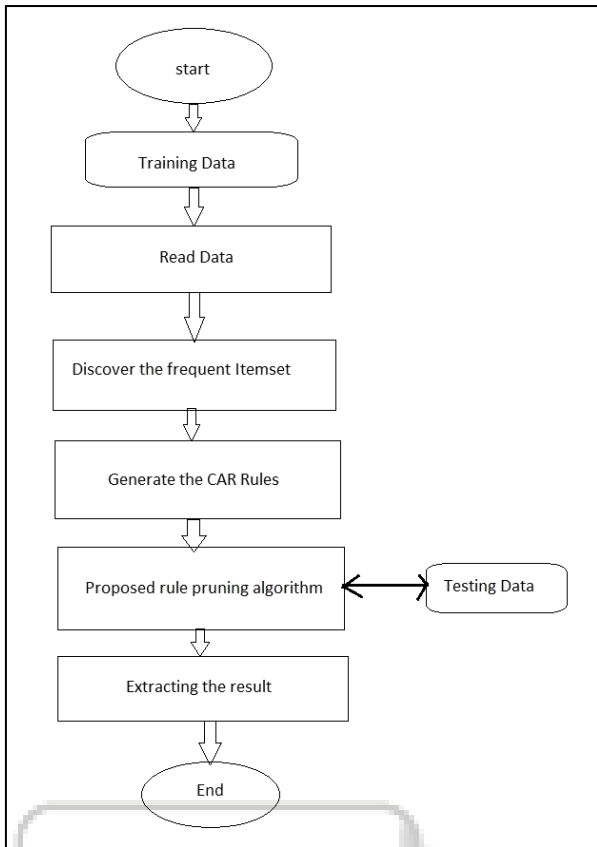 start
Training Data
Read Data
Discover the frequent Itemset
Generate the CAR Rules
Proposed rule pruning algorithm
Testing Data
Extracting the result
End